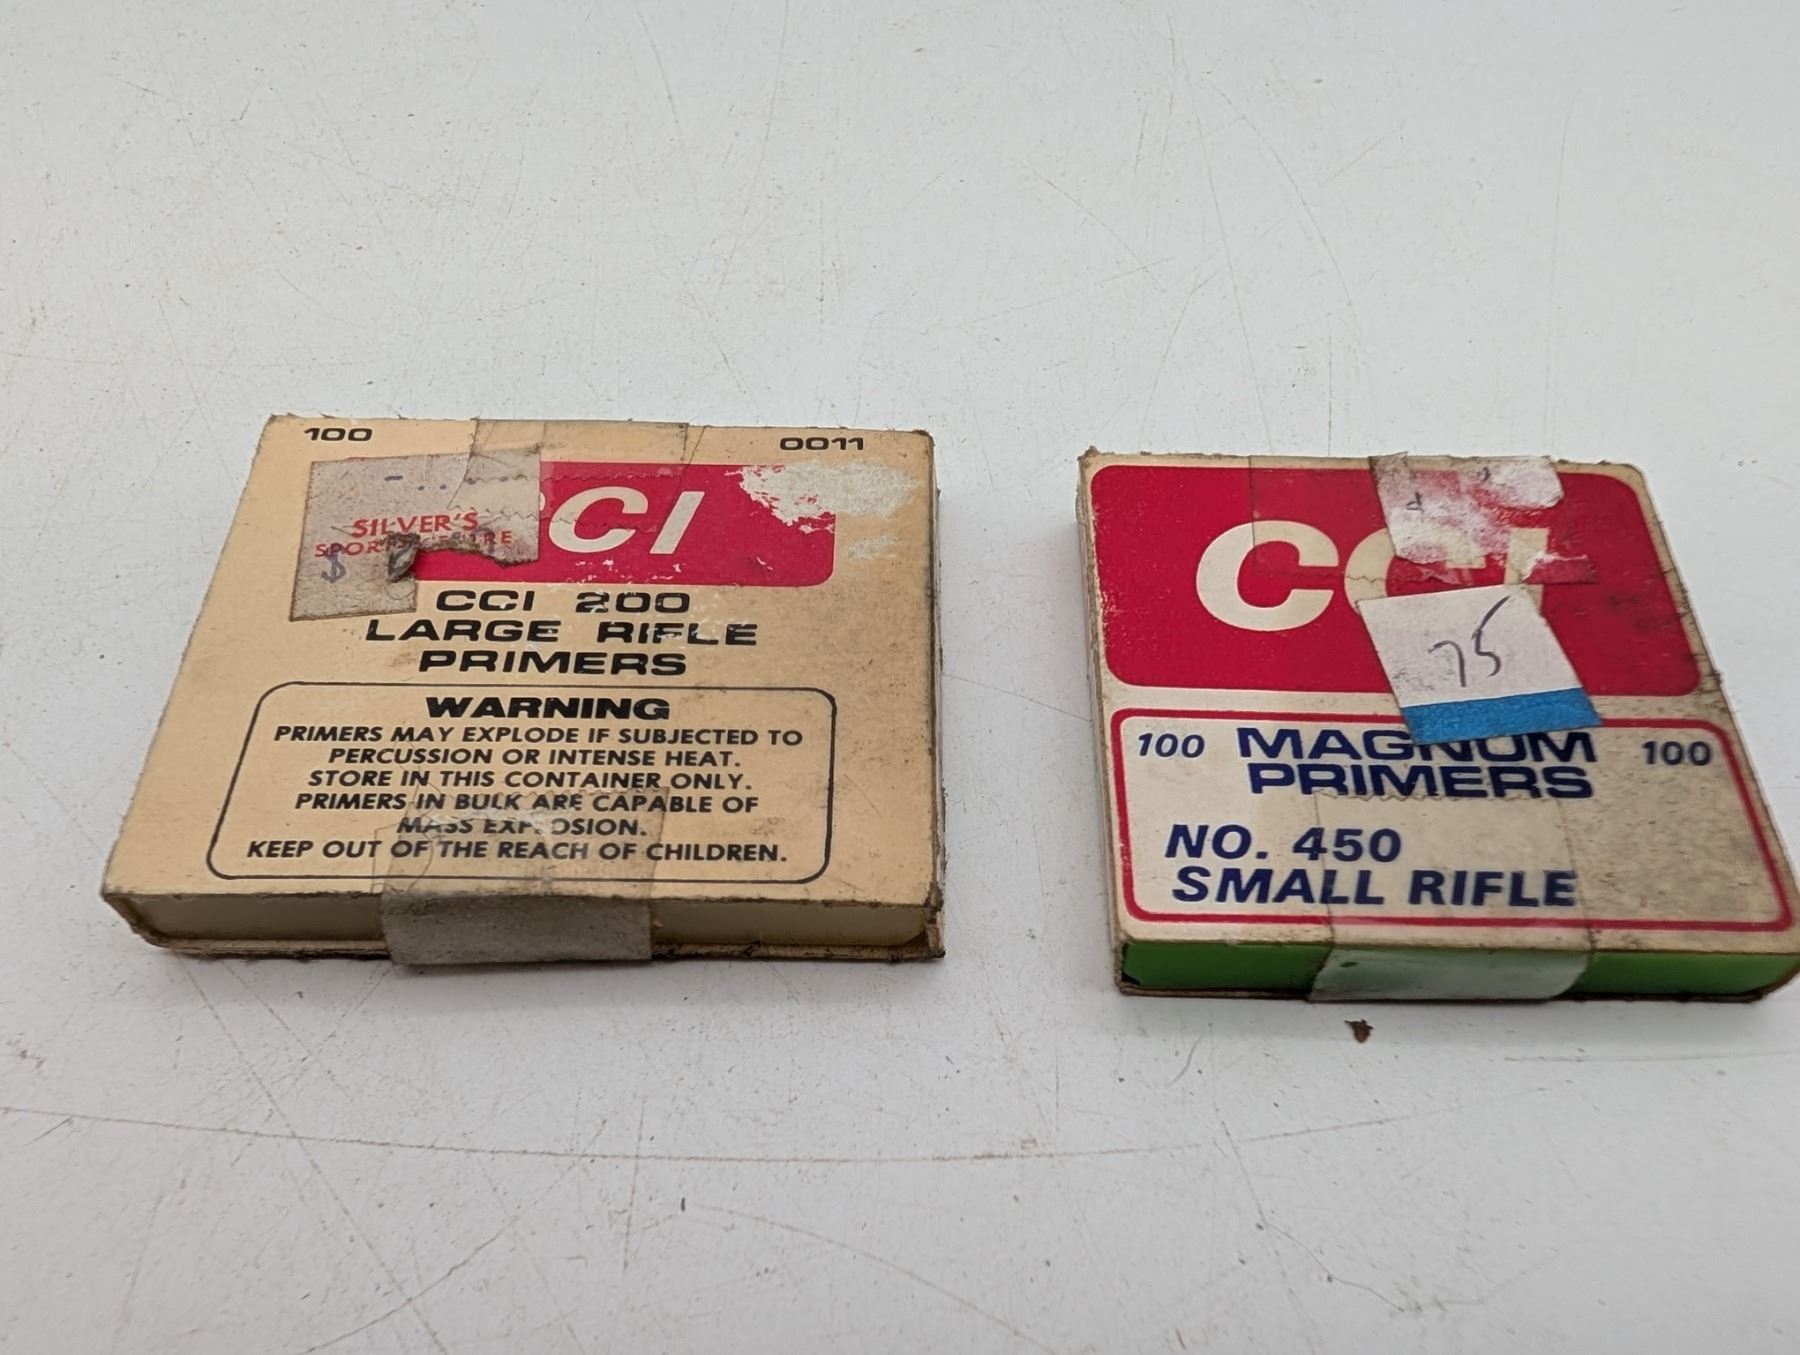 100 0011
SILVER'S
CCI
$
CCI 200
LARGE RIFLE
PRIMERS
WARNING
PRIMERS MAY EXPLODE IF SUBJECTED TO
PERCUSSION OR INTENSE HEAT.
STORE IN THIS CONTAINER ONLY.
PRIMERS IN BULK ARE CAPABLE OF
MASS EXPLOSION.
KEEP OUT OF THE REACH OF CHILDREN.
CCI
75
100 MAGNUM 100
PRIMERS
NO. 450
SMALL RIFLE